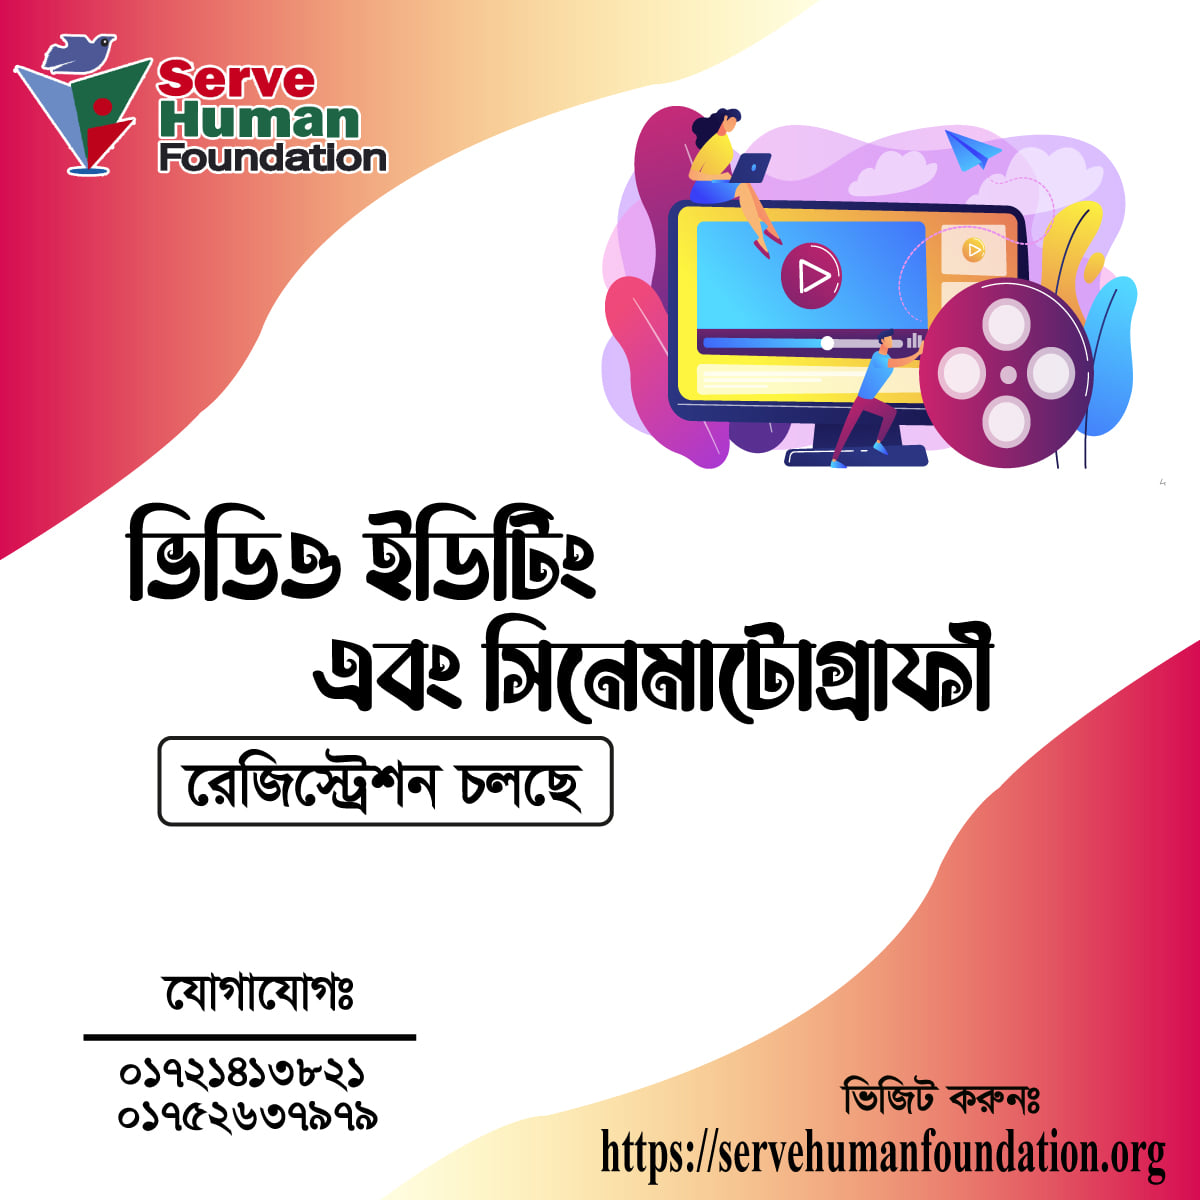 Serve
Human
Foundation
ভিডিও ইডিটিং
এবং সিনেমাটোগ্রাফী
রেজিস্ট্রেশন চলছে
যোগাযোগঃ
০১৭২১৪১৩৮২১
০১৭৫২৬৩৭৯৭৯
ভিজিট করুনঃ
https://servehumanfoundation.org